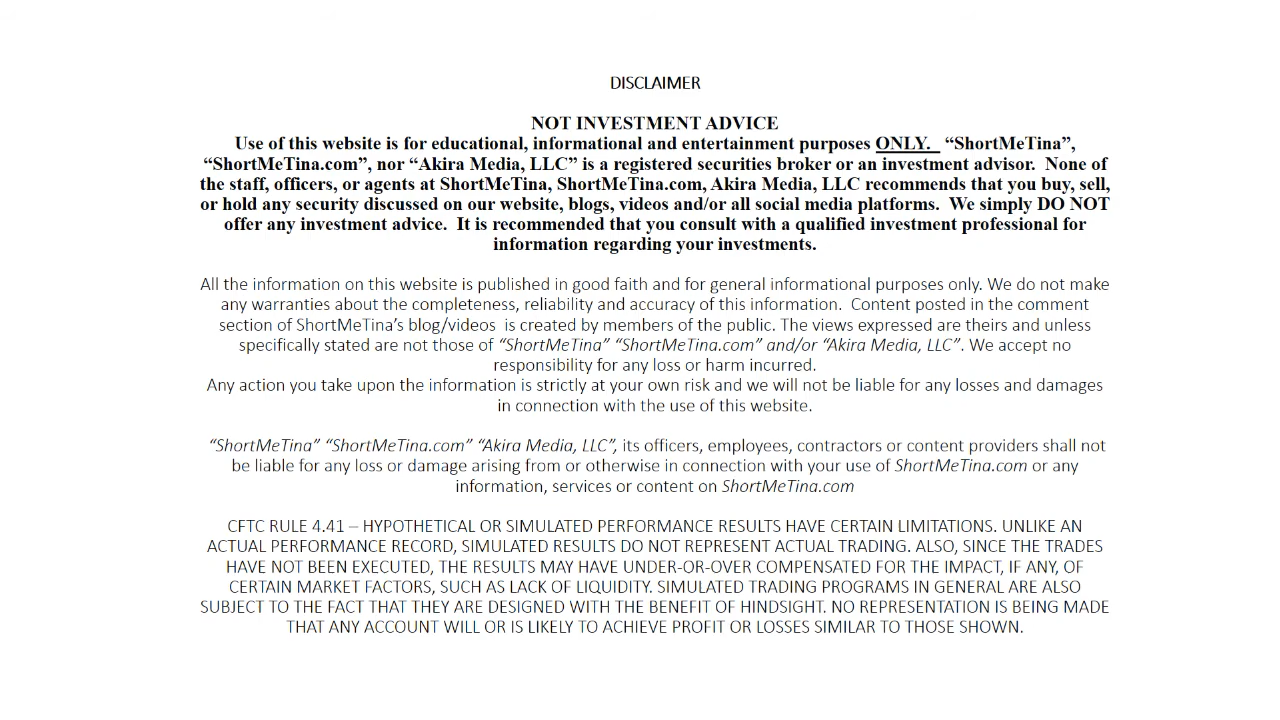 DISCLAIMER
NOT INVESTMENT ADVICE
Use of this website is for educational, informational and entertainment purposes ONLY.   “ShortMeTina”,
“ShortMeTina.com”, nor “Akira Media, LLC” is a registered securities broker or an investment advisor.  None of
the staff, officers, or agents at ShortMeTina, ShortMeTina.com, Akira Media, LLC recommends that you buy, sell,
or hold any security discussed on our website, blogs, videos and/or all social media platforms.  We simply DO NOT
offer any investment advice.  It is recommended that you consult with a qualified investment professional for
information regarding your investments.
All the information on this website is published in good faith and for general informational purposes only. We do not make
any warranties about the completeness, reliability and accuracy of this information.  Content posted in the comment
section of ShortMeTina’s blog/videos  is created by members of the public. The views expressed are theirs and unless
specifically stated are not those of “ShortMeTina” “ShortMeTina.com” and/or “Akira Media, LLC”. We accept no
responsibility for any loss or harm incurred.
Any action you take upon the information is strictly at your own risk and we will not be liable for any losses and damages
in connection with the use of this website.
“ShortMeTina” “ShortMeTina.com” “Akira Media, LLC”, its officers, employees, contractors or content providers shall not
be liable for any loss or damage arising from or otherwise in connection with your use of ShortMeTina.com or any
information, services or content on ShortMeTina.com
CFTC RULE 4.41 – HYPOTHETICAL OR SIMULATED PERFORMANCE RESULTS HAVE CERTAIN LIMITATIONS. UNLIKE AN
ACTUAL PERFORMANCE RECORD, SIMULATED RESULTS DO NOT REPRESENT ACTUAL TRADING. ALSO, SINCE THE TRADES
HAVE NOT BEEN EXECUTED, THE RESULTS MAY HAVE UNDER-OR-OVER COMPENSATED FOR THE IMPACT, IF ANY, OF
CERTAIN MARKET FACTORS, SUCH AS LACK OF LIQUIDITY. SIMULATED TRADING PROGRAMS IN GENERAL ARE ALSO
SUBJECT TO THE FACT THAT THEY ARE DESIGNED WITH THE BENEFIT OF HINDSIGHT. NO REPRESENTATION IS BEING MADE
THAT ANY ACCOUNT WILL OR IS LIKELY TO ACHIEVE PROFIT OR LOSSES SIMILAR TO THOSE SHOWN.